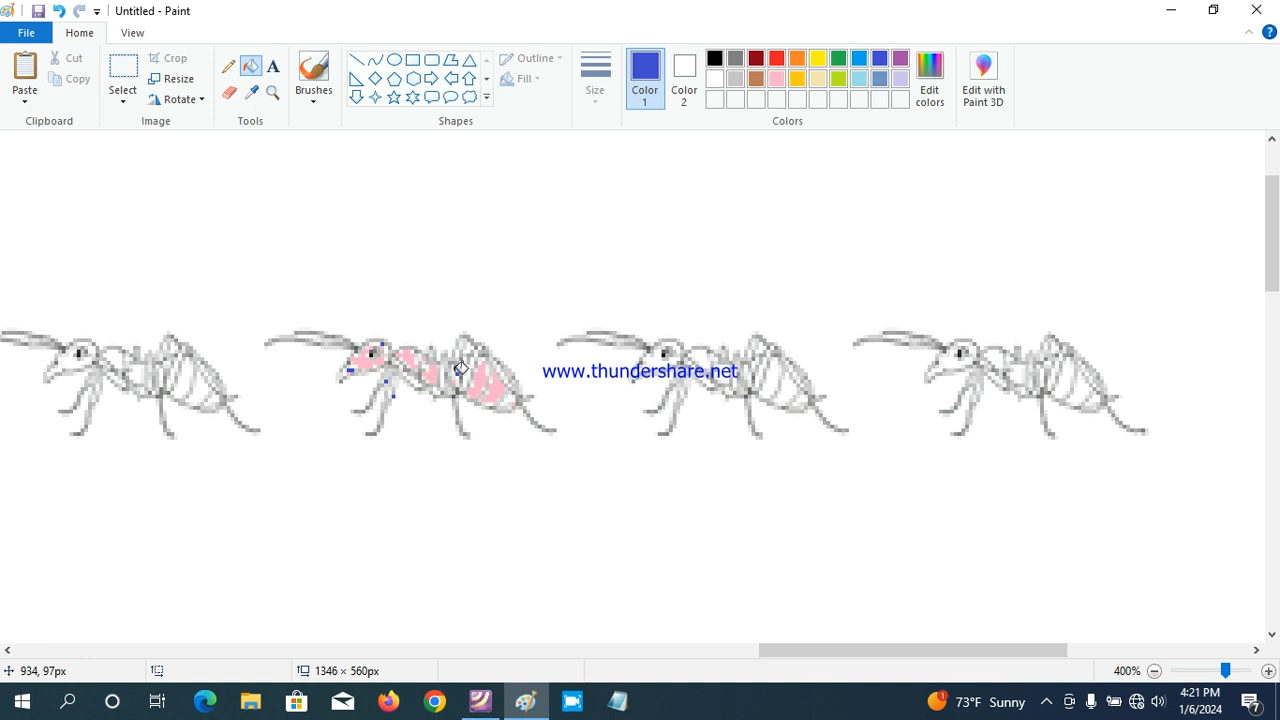 Untitled - Paint
File Home View
Paste Cut Copy Select Crop Resize Rotate Brushes Outline Fill Size Color 1 Color 2 Edit colors Edit with Paint 3D
Clipboard Image Tools Shapes Colors
www.thundershare.net
934, 97px 1346 × 560px 400%
1 73°F Sunny 4:21 PM 1/6/2024 7